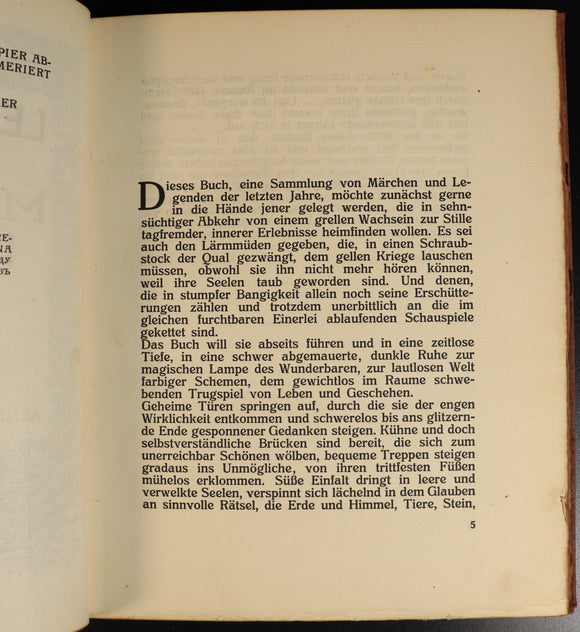 PIER AB-
MERIERT
ER
Dieses Buch, eine Sammlung von Märchen und Le-
genden der letzten Jahre, möchte zunächst gerne
in die Hände jener gelegt werden, die in sehn-
süchtiger Abkehr von einem grellen Wachsein zur Stille
tagfremder, innerer Erlebnisse heimfinden wollen. Es sei
auch den Lärmmüden gegeben, die, in einen Schraub-
stock der Qual gezwängt, dem gellen Kriege lauschen
müssen, obwohl sie ihn nicht mehr hören können,
weil ihre Seelen taub geworden sind. Und denen,
die in stumpfer Bangigkeit allein noch seine Erschütte-
rungen zählen und trotzdem unerbittlich an die im
gleichen furchtbaren Einerlei ablaufenden Schauspiele
gekettet sind.
Das Buch will sie abseits führen und in eine zeitlose
Tiefe, in eine schwer abgemauerte, dunkle Ruhe zur
magischen Lampe des Wunderbaren, zur lautlosen Welt
farbiger Schemen, dem gewichtlos im Raume schwe-
benden Trugspiel von Leben und Geschehen.
Geheime Türen springen auf, durch die sie der engen
Wirklichkeit entkommen und schwerelos bis ans glitzern-
de Ende gesponnener Gedanken steigen. Kühne und doch
selbstverständliche Brücken sind bereit, die sich zum
unerreichbar Schönen wölben, bequeme Treppen steigen
gradaus ins Unmögliche, von ihren trittfesten Füßen
mühelos erklommen. Süße Einfalt dringt in leere und
verwelkte Seelen, verspinnt sich lächelnd in dem Glauben
an sinnvolle Rätsel, die Erde und Himmel, Tiere, Stein,
5